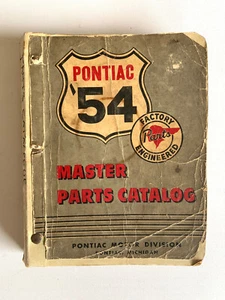 PONTIAC
'54
FACTORY
Parts
ENGINEERED
MASTER
PARTS CATALOG
PONTIAC MOTOR DIVISION
PONTIAC, MICHIGAN